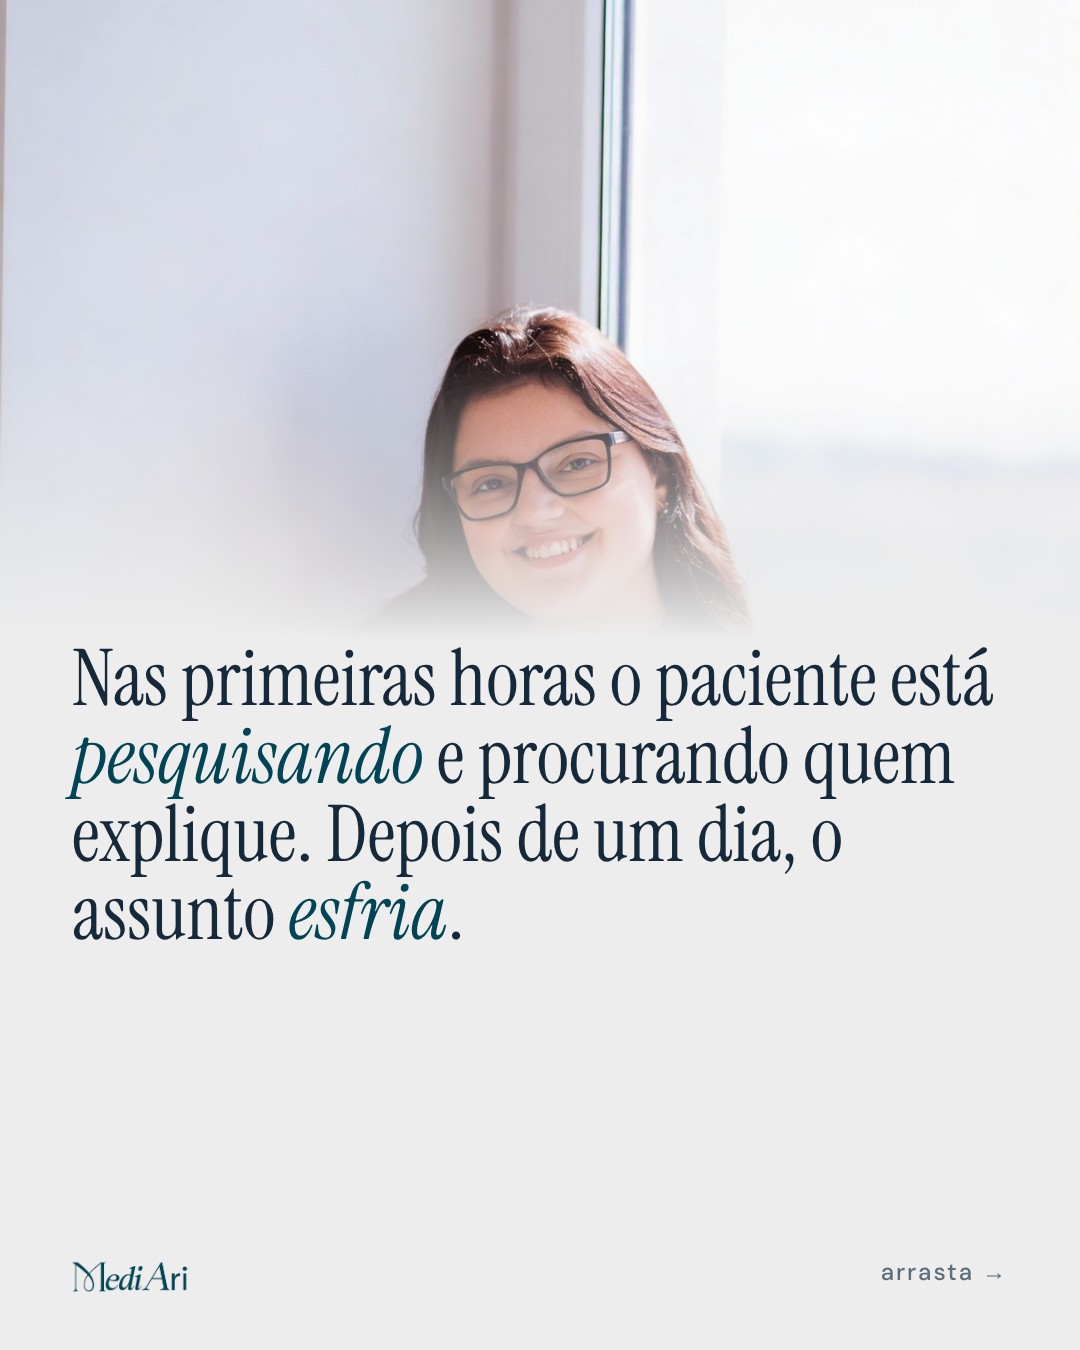 Nas primeiras horas o paciente está
pesquisando e procurando quem
explique. Depois de um dia, o
assunto esfria.
MediAri
arrasta →